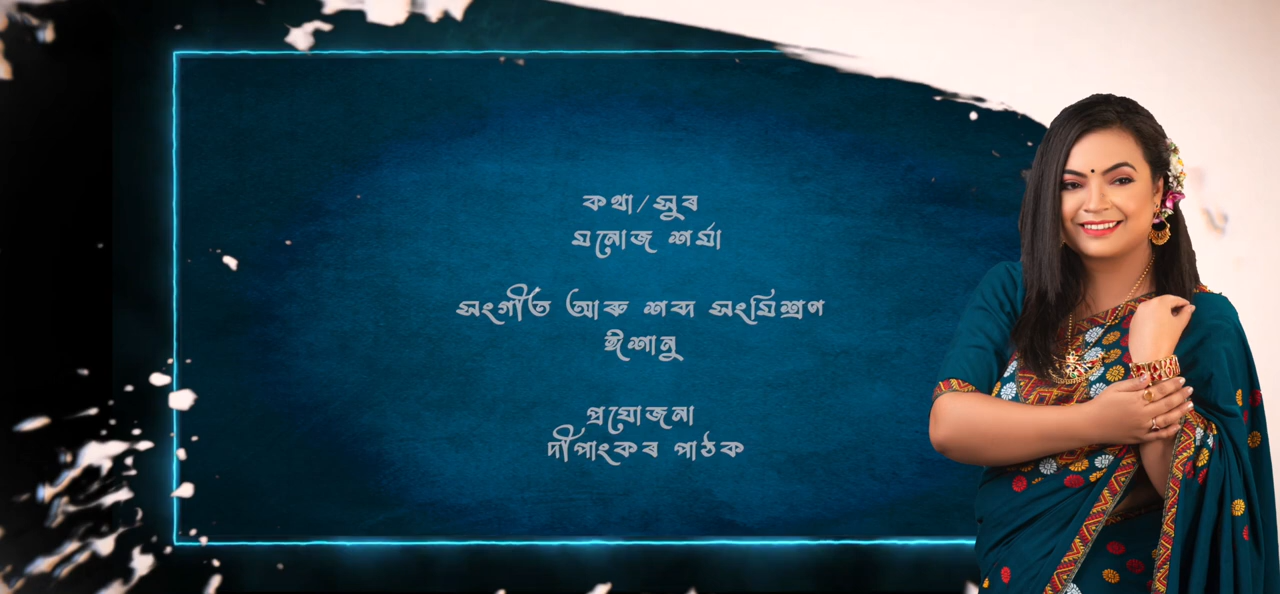 কথা/সুৰ
মনোজ শৰ্মা
সংগীত আৰু শব্দ সংমিশ্ৰণ
ঈশানু
প্ৰযোজনা
দীপাংকৰ পাঠক